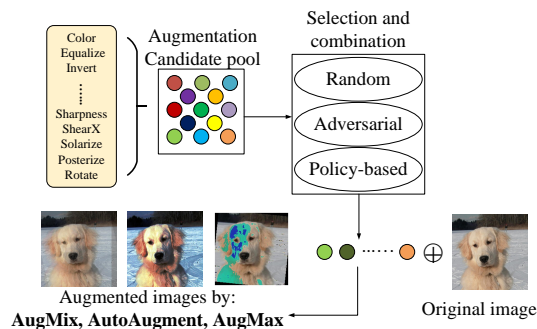 Color
Equalize
Invert
Sharpness
ShearX
Solarize
Posterize
Rotate
Augmentation
Candidate pool
Selection and
combination
Random
Adversarial
Policy-based
Augmented images by:
AugMix, AutoAugment, AugMax
Original image